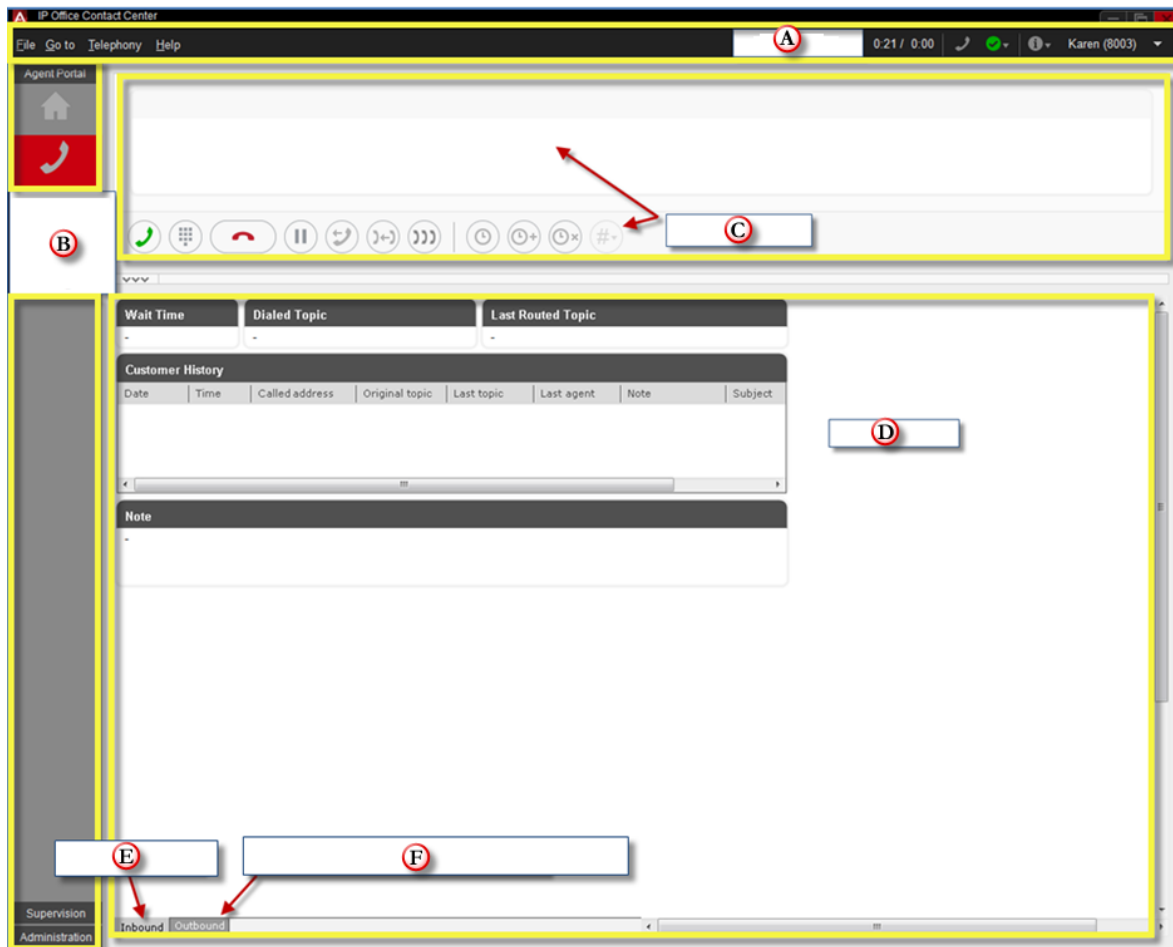 IP Office Contact Center
File Go to Telephony Help
A
0:21 / 0:00
Karen (8003)
Agent Portal
B
C
#
Wait Time
Dialed Topic
Last Routed Topic
-
-
-
Customer History
Date Time Called address Original topic Last topic Last agent Note Subject
D
Note
-
E
F
Supervision
Administration
Inbound Outbound